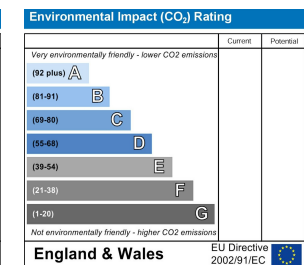 Environmental Impact (CO₂) Rating
Current Potential
Very environmentally friendly - lower CO2 emissions
(92 plus) A
(81-91) B
(69-80) C
(55-68) D
(39-54) E
(21-38) F
(1-20) G
Not environmentally friendly - higher CO2 emissions
England & Wales
EU Directive
2002/91/EC